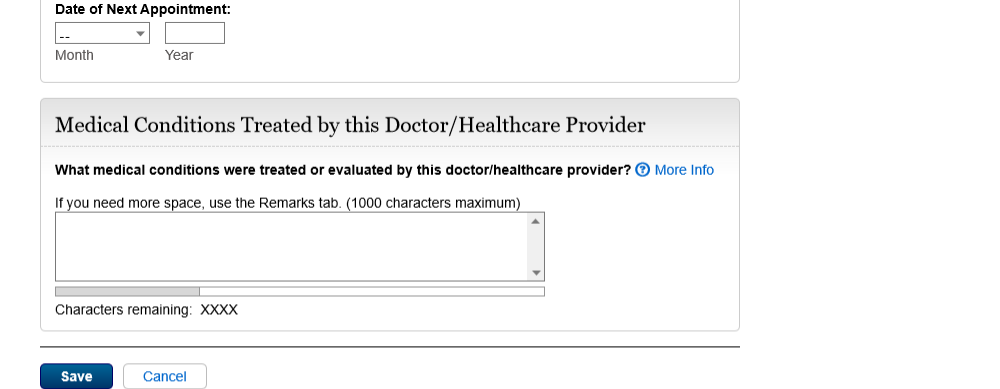 Date of Next Appointment:
--
Month Year
Medical Conditions Treated by this Doctor/Healthcare Provider
What medical conditions were treated or evaluated by this doctor/healthcare provider? ? More Info
If you need more space, use the Remarks tab. (1000 characters maximum)
Characters remaining: XXXX
Save Cancel